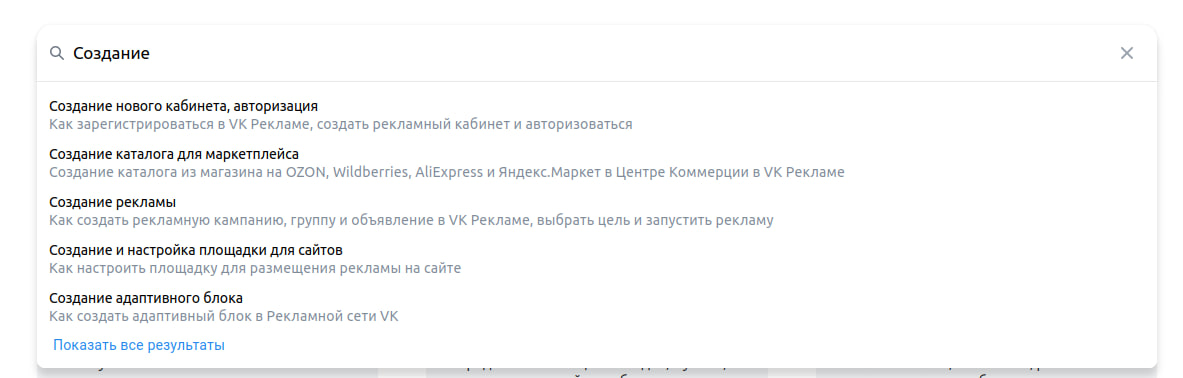 Создание
Создание нового кабинета, авторизация
Как зарегистрироваться в VK Рекламе, создать рекламный кабинет и авторизоваться
Создание каталога для маркетплейса
Создание каталога из магазина на OZON, Wildberries, AliExpress и Яндекс.Маркет в Центре Коммерции в VK Рекламе
Создание рекламы
Как создать рекламную кампанию, группу и объявление в VK Рекламе, выбрать цель и запустить рекламу
Создание и настройка площадки для сайтов
Как настроить площадку для размещения рекламы на сайте
Создание адаптивного блока
Как создать адаптивный блок в Рекламной сети VK
Показать все результаты